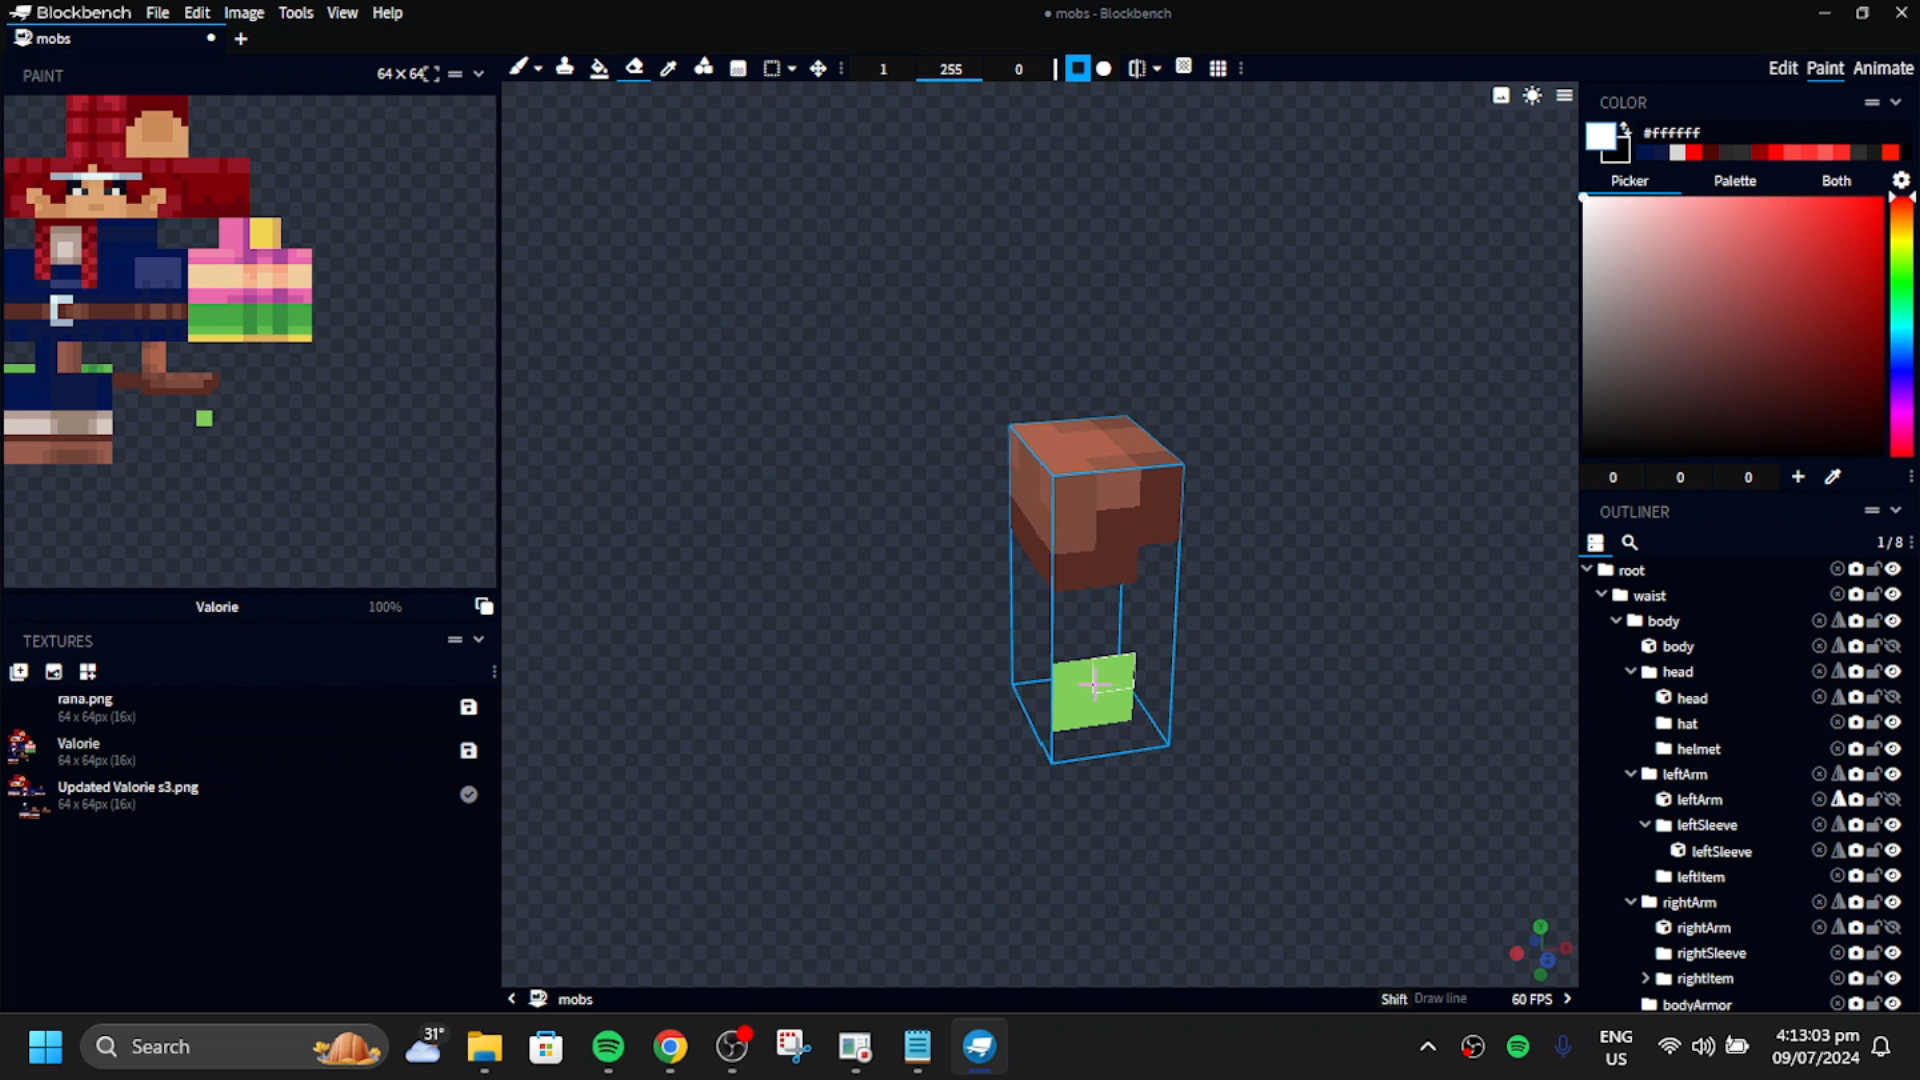 Blockbench File Edit Image Tools View Help
• mobs - Blockbench
mobs
PAINT
64 × 64
1 255 0
Edit Paint Animate
COLOR
#ffffff
Picker Palette Both
0 0 0
OUTLINER
1 / 8
root
waist
body
body
head
head
hat
helmet
leftArm
leftArm
leftSleeve
leftSleeve
leftItem
rightArm
rightArm
rightSleeve
rightItem
bodyArmor
Valorie 100%
TEXTURES
rana.png
64 x 64px (16x)
Valorie
64 x 64px (16x)
Updated Valorie s3.png
64 x 64px (16x)
mobs
Shift Draw line 60 FPS
Search
31°
ENG
US
4:13:03 pm
09/07/2024